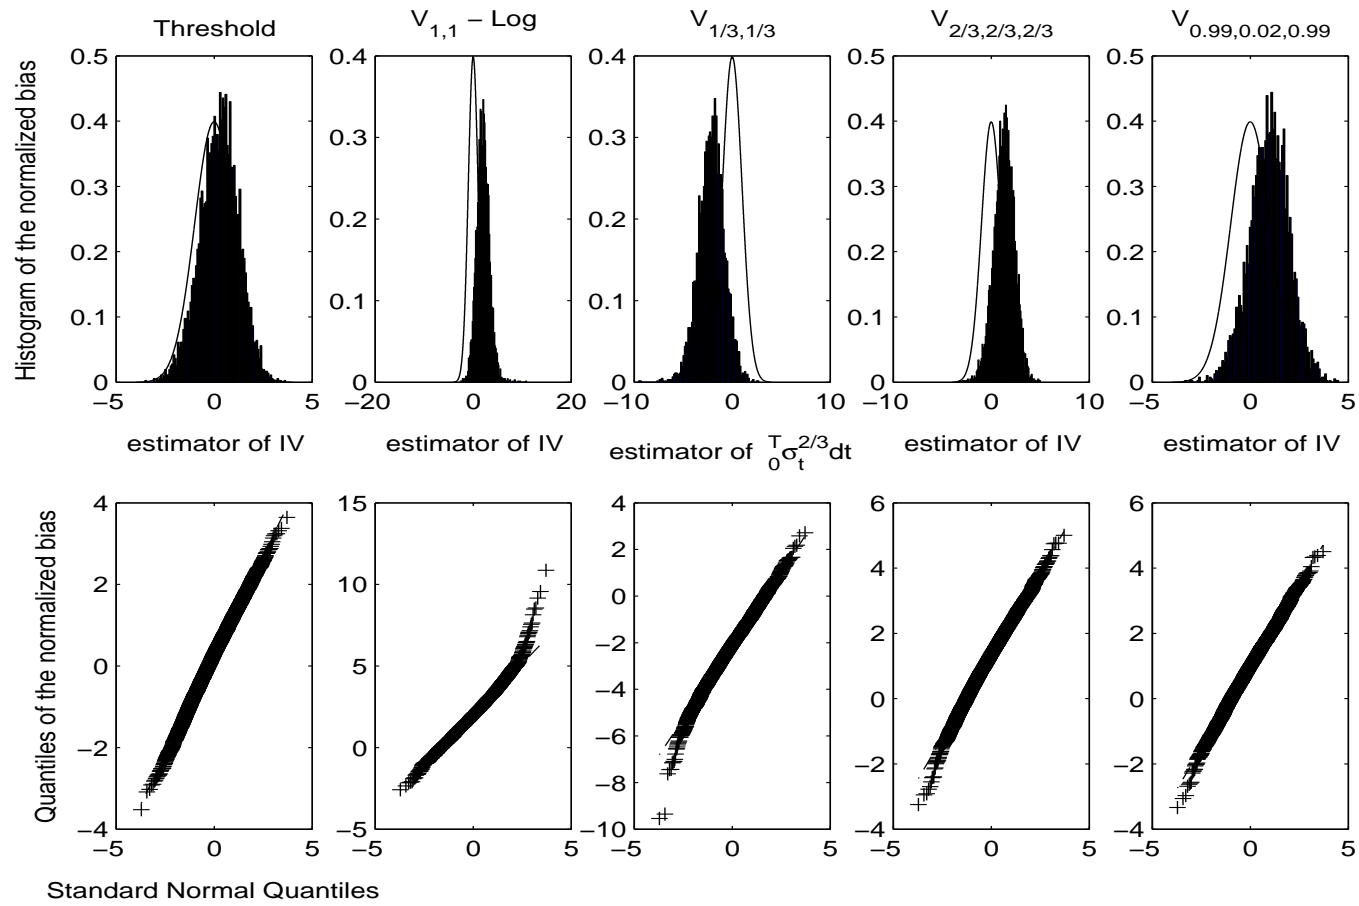 Threshold
V1,1 − Log
V1/3,1/3
V2/3,2/3,2/3
V0.99,0.02,0.99
Histogram of the normalized bias
0.5
0.4
0.3
0.2
0.1
0
−5 0 5
0.4
0.3
0.2
0.1
0
−20 0 20
0.4
0.3
0.2
0.1
0
−10 0 10
0.5
0.4
0.3
0.2
0.1
0
−10 0 10
0.5
0.4
0.3
0.2
0.1
0
−5 0 5
estimator of IV
estimator of IV
estimator of T0σt2/3dt
estimator of IV
estimator of IV
Quantiles of the normalized bias
4
2
0
−2
−4
−5 0 5
15
10
5
0
−5
−5 0 5
4
2
0
−2
−4
−6
−8
−10
−5 0 5
6
4
2
0
−2
−4
−5 0 5
6
4
2
0
−2
−4
−5 0 5
Standard Normal Quantiles